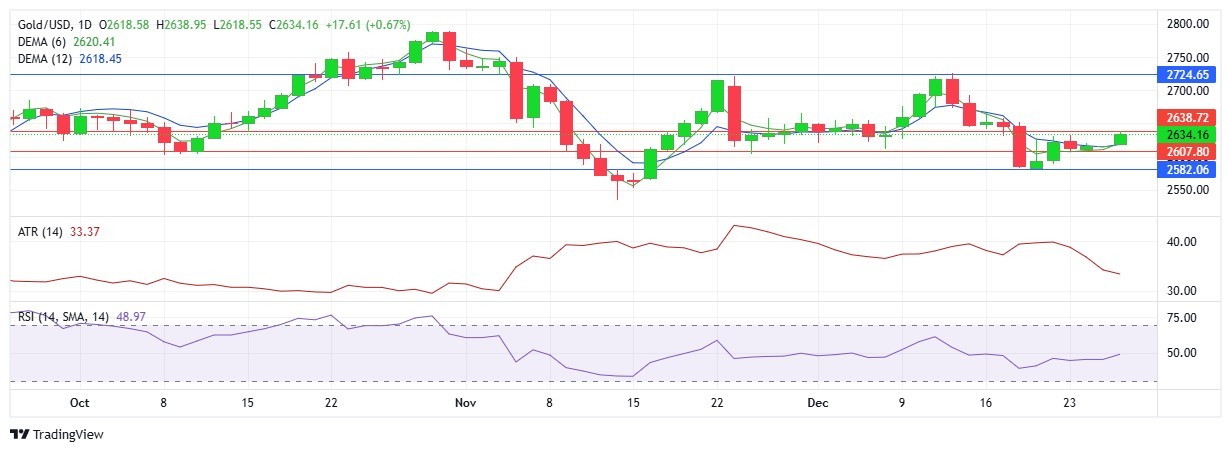 Gold/USD, 1D O2618.58 H2638.95 L2618.55 C2634.16 +17.61 (+0.67%)
DEMA (6) 2620.41
DEMA (12) 2618.45
2800.00
2750.00
2724.65
2700.00
2638.72
2634.16
2607.80
2582.06
2550.00
ATR (14) 33.37
40.00
30.00
RSI (14, SMA, 14) 48.97
75.00
50.00
Oct 8 15 22 Nov 8 15 22 Dec 9 16 23
TradingView